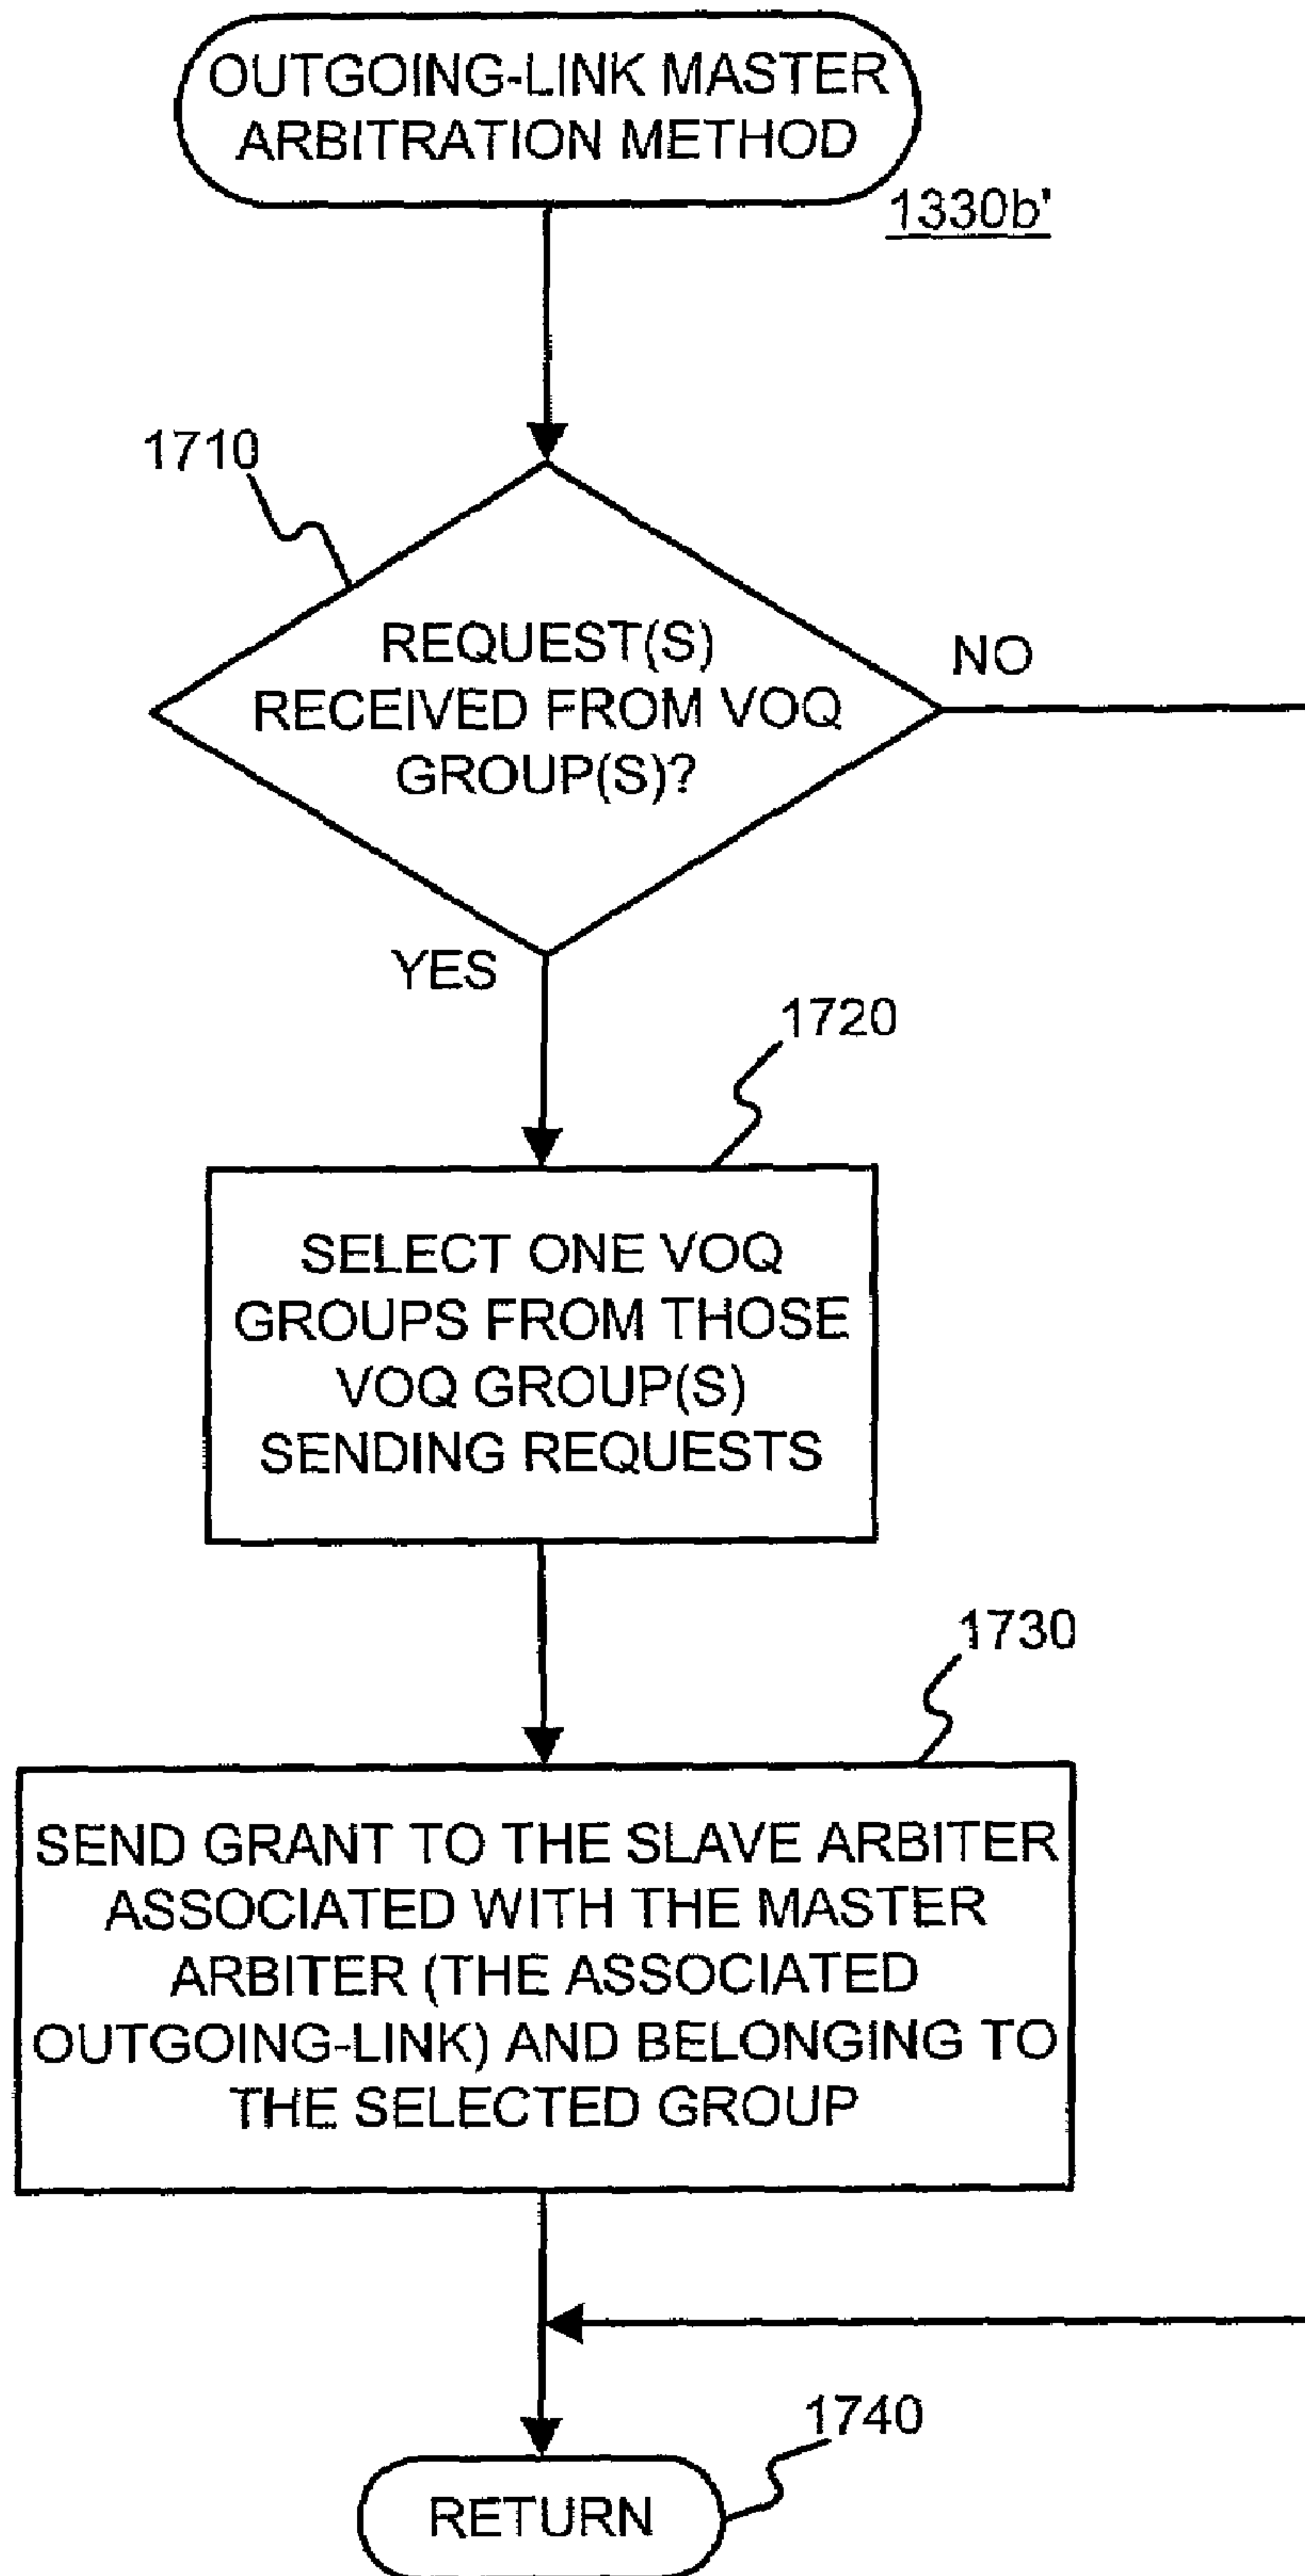 OUTGOING-LINK MASTER
ARBITRATION METHOD
1330b'
1710
REQUEST(S)
RECEIVED FROM VOQ
GROUP(S)?
NO
YES
1720
SELECT ONE VOQ
GROUPS FROM THOSE
VOQ GROUP(S)
SENDING REQUESTS
1730
SEND GRANT TO THE SLAVE ARBITER
ASSOCIATED WITH THE MASTER
ARBITER (THE ASSOCIATED
OUTGOING-LINK) AND BELONGING TO
THE SELECTED GROUP
1740
RETURN